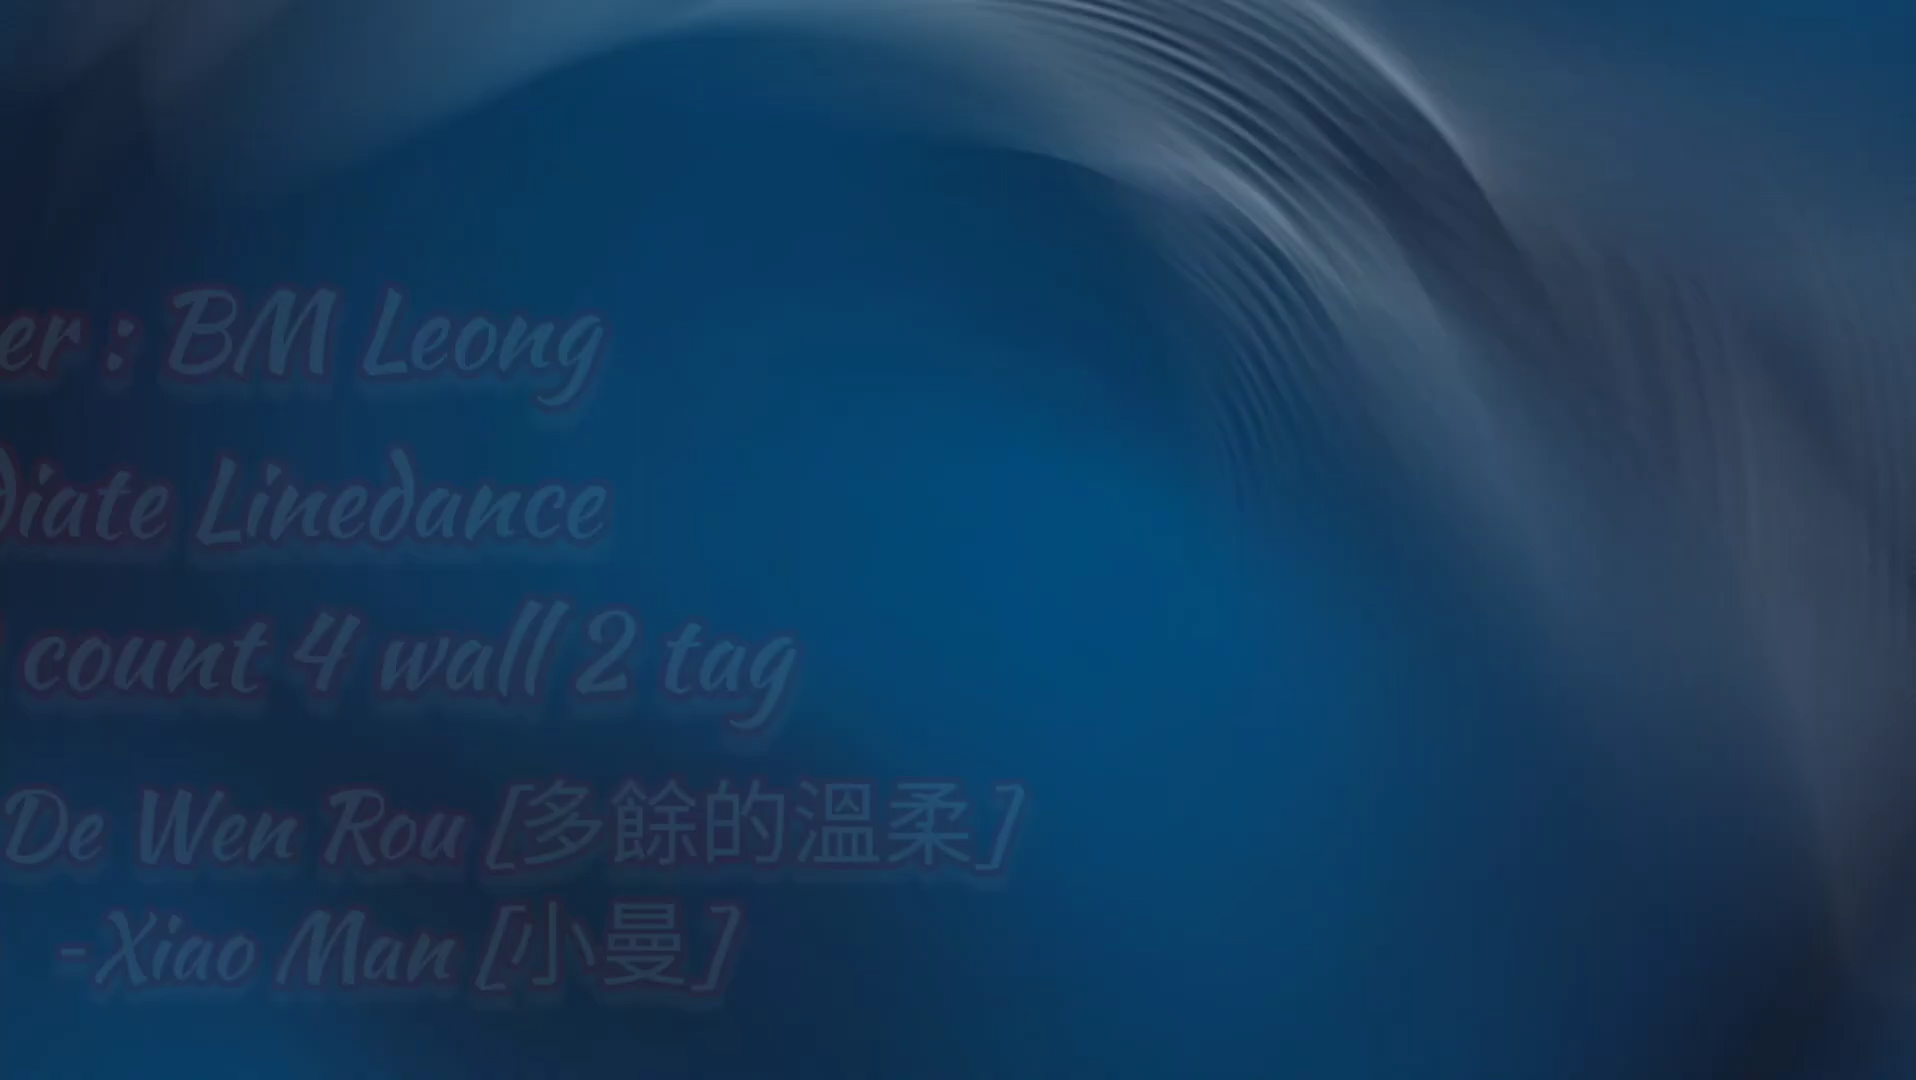 er : BM Leong
diate Linedance
count 4 wall 2 tag
De Wen Rou [多餘的溫柔]
-Xiao Man [小曼]